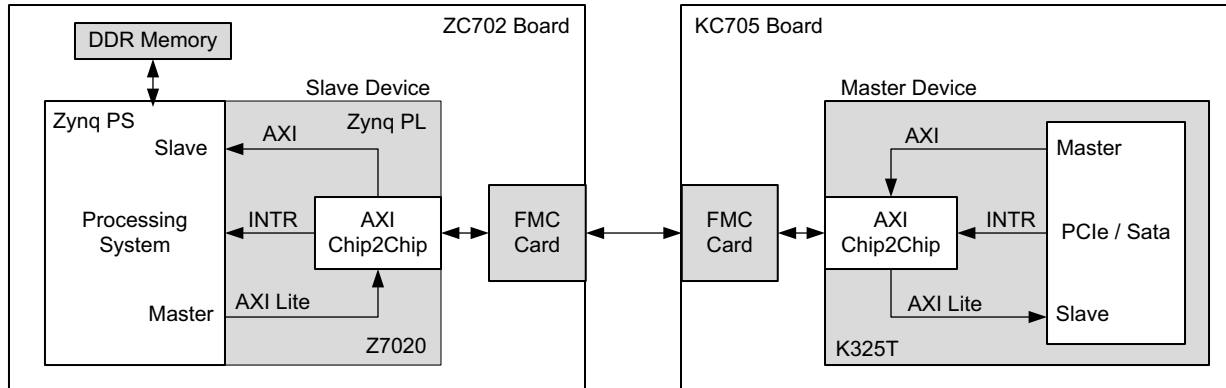 ZC702 Board
DDR Memory
Slave Device
Zynq PS
Zynq PL
AXI
Slave
Processing
System
INTR
AXI
Chip2Chip
Master
AXI Lite
Z7020
FMC
Card
KC705 Board
FMC
Card
Master Device
AXI
Master
AXI
Chip2Chip
INTR
PCIe / Sata
AXI Lite
Slave
K325T